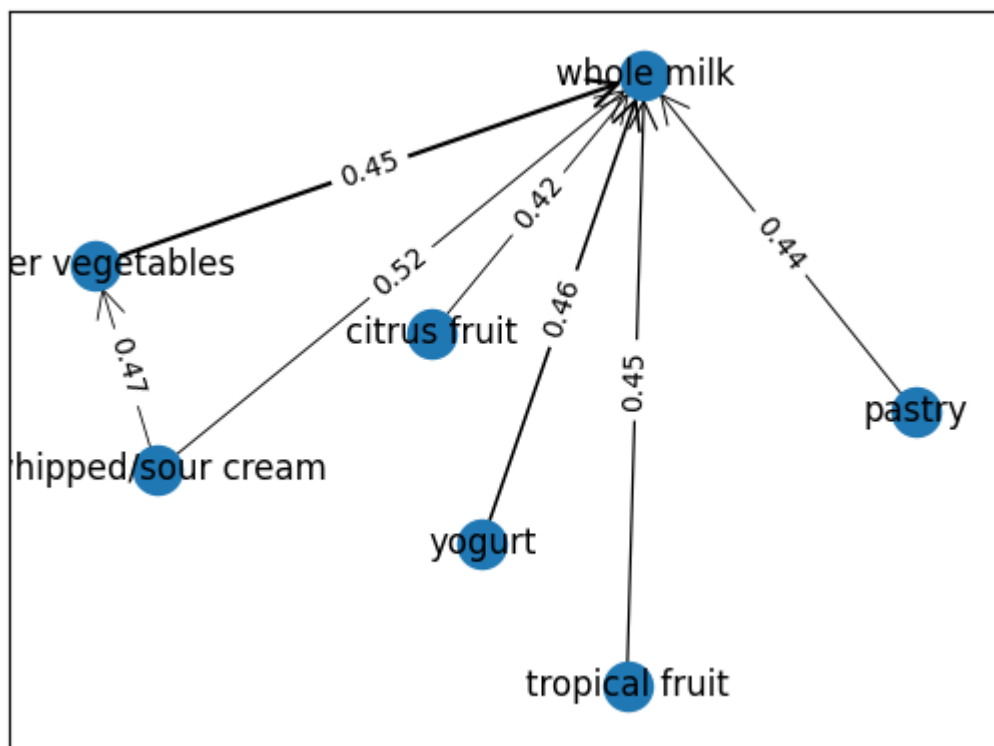 whole milk
0.45
0.42
er vegetables
0.52
0.44
0.46
citrus fruit
0.47
0.45
pastry
hipped/sour cream
yogurt
tropical fruit